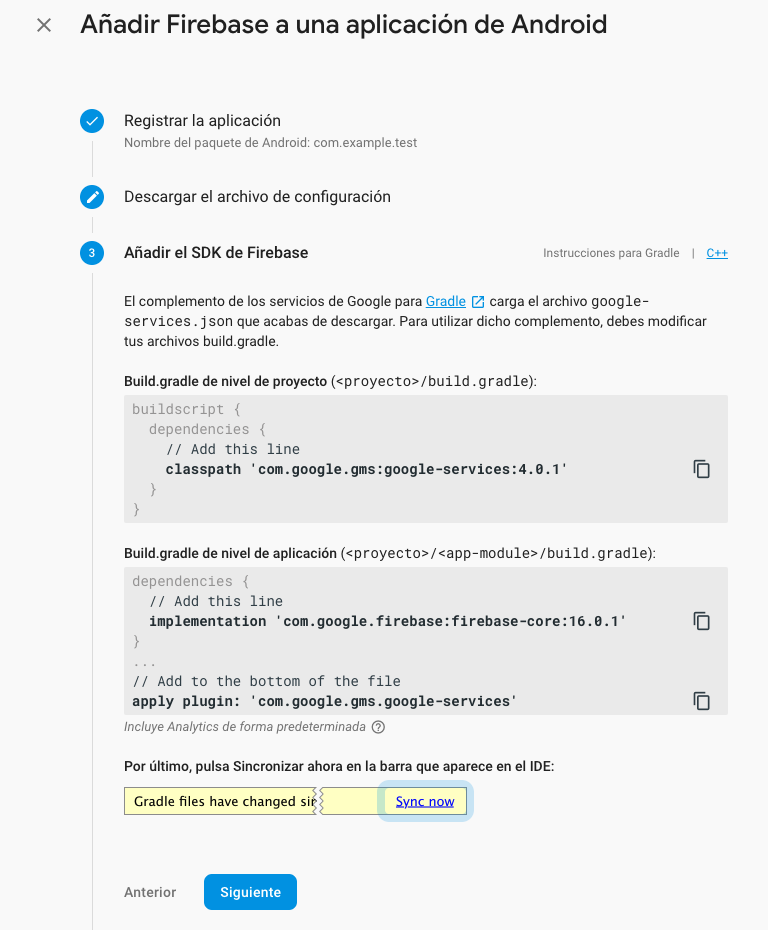 Añadir Firebase a una aplicación de Android
Registrar la aplicación
Nombre del paquete de Android: com.example.test
Descargar el archivo de configuración
3 Añadir el SDK de Firebase Instrucciones para Gradle | C++
El complemento de los servicios de Google para Gradle carga el archivo google-
services.json que acabas de descargar. Para utilizar dicho complemento, debes modificar
tus archivos build.gradle.
Build.gradle de nivel de proyecto (<proyecto>/build.gradle):
buildscript {
dependencies {
// Add this line
classpath 'com.google.gms:google-services:4.0.1'
}
}
Build.gradle de nivel de aplicación (<proyecto>/<app-module>/build.gradle):
dependencies {
// Add this line
implementation 'com.google.firebase:firebase-core:16.0.1'
}
...
// Add to the bottom of the file
apply plugin: 'com.google.gms.google-services'
Incluye Analytics de forma predeterminada ?
Por último, pulsa Sincronizar ahora en la barra que aparece en el IDE:
Gradle files have changed sin Sync now
Anterior Siguiente